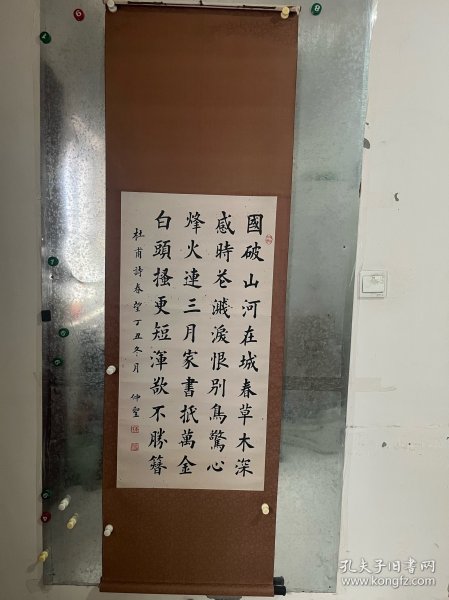 國破山河在城春草木深
感時花濺淚恨別鳥驚心
烽火連三月家書抵萬金
白頭搔更短渾欲不勝簪
杜甫詩春望丁丑冬月 仲聖
孔夫子旧书网
www.kongfz.com